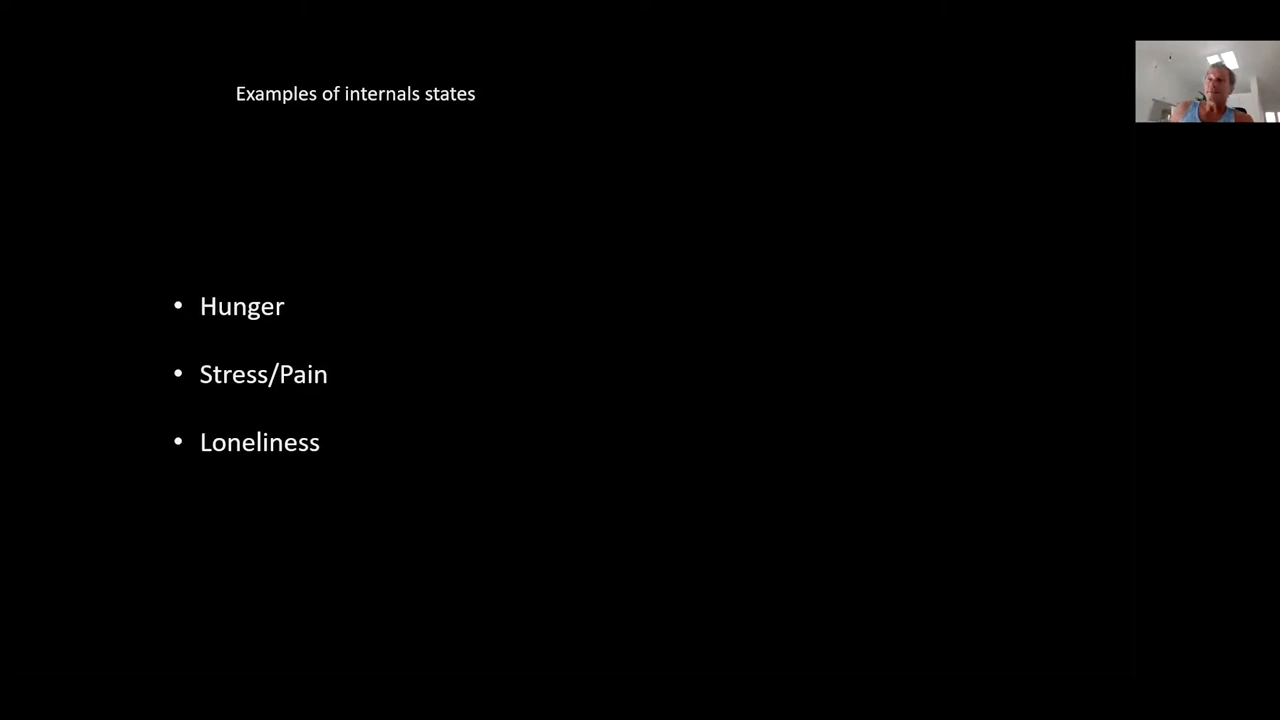 Examples of internals states
• Hunger
• Stress/Pain
• Loneliness